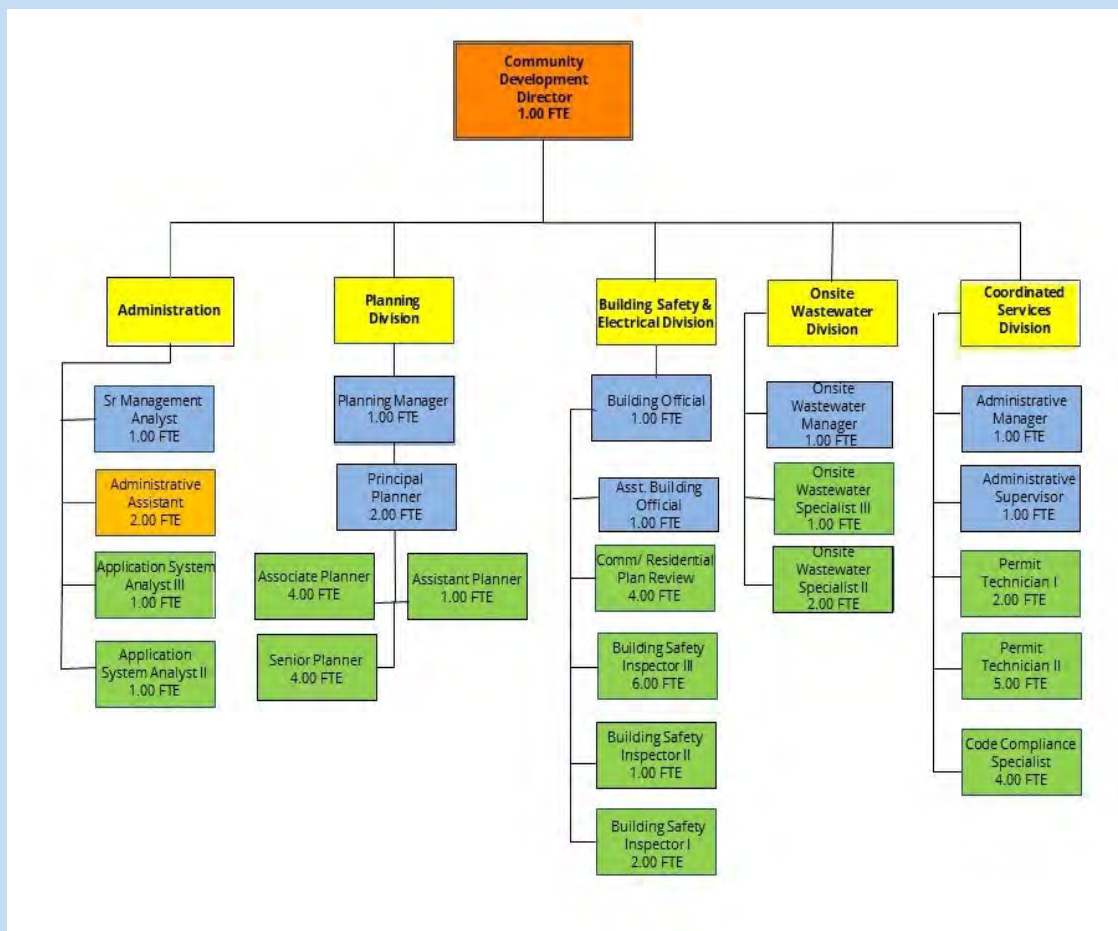 Community
Development
Director
1.00 FTE
Administration
Sr Management
Analyst
1.00 FTE
Administrative
Assistant
2.00 FTE
Application System
Analyst III
1.00 FTE
Application
System Analyst II
1.00 FTE
Planning
Division
Planning Manager
1.00 FTE
Principal
Planner
2.00 FTE
Associate Planner
4.00 FTE
Assistant Planner
1.00 FTE
Senior Planner
4.00 FTE
Building Safety &
Electrical Division
Building Official
1.00 FTE
Asst. Building
Official
1.00 FTE
Comm/ Residential
Plan Review
4.00 FTE
Building Safety
Inspector III
6.00 FTE
Building Safety
Inspector II
1.00 FTE
Building Safety
Inspector I
2.00 FTE
Onsite
Wastewater
Division
Onsite
Wastewater
Manager
1.00 FTE
Onsite
Wastewater
Specialist III
1.00 FTE
Onsite
Wastewater
Specialist II
2.00 FTE
Coordinated
Services
Division
Administrative
Manager
1.00 FTE
Administrative
Supervisor
1.00 FTE
Permit
Technician I
2.00 FTE
Permit
Technician II
5.00 FTE
Code Compliance
Specialist
4.00 FTE